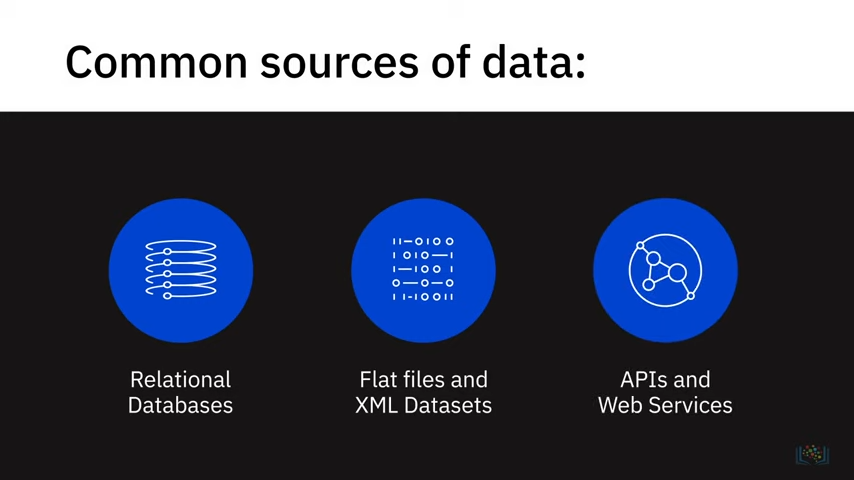 Common sources of data:
Relational
Databases
Flat files and
XML Datasets
APIs and
Web Services